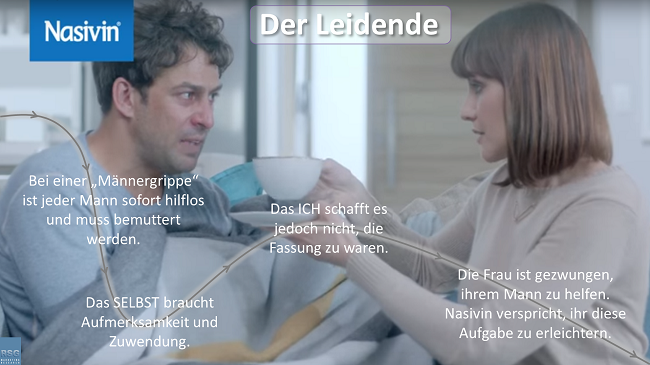 Nasivin®
Der Leidende
Bei einer „Männergrippe“
ist jeder Mann sofort hilflos
und muss bemuttert
werden.
Das ICH schafft es
jedoch nicht, die
Fassung zu waren.
Das SELBST braucht
Aufmerksamkeit und
Zuwendung.
Die Frau ist gezwungen,
ihrem Mann zu helfen.
Nasivin verspricht, ihr diese
Aufgabe zu erleichtern.